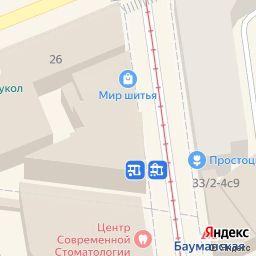 26
укол
Мир шитья
Простоц
33/2-4с9
Центр
Современной
Стоматологии
Яндекс
Бауманская